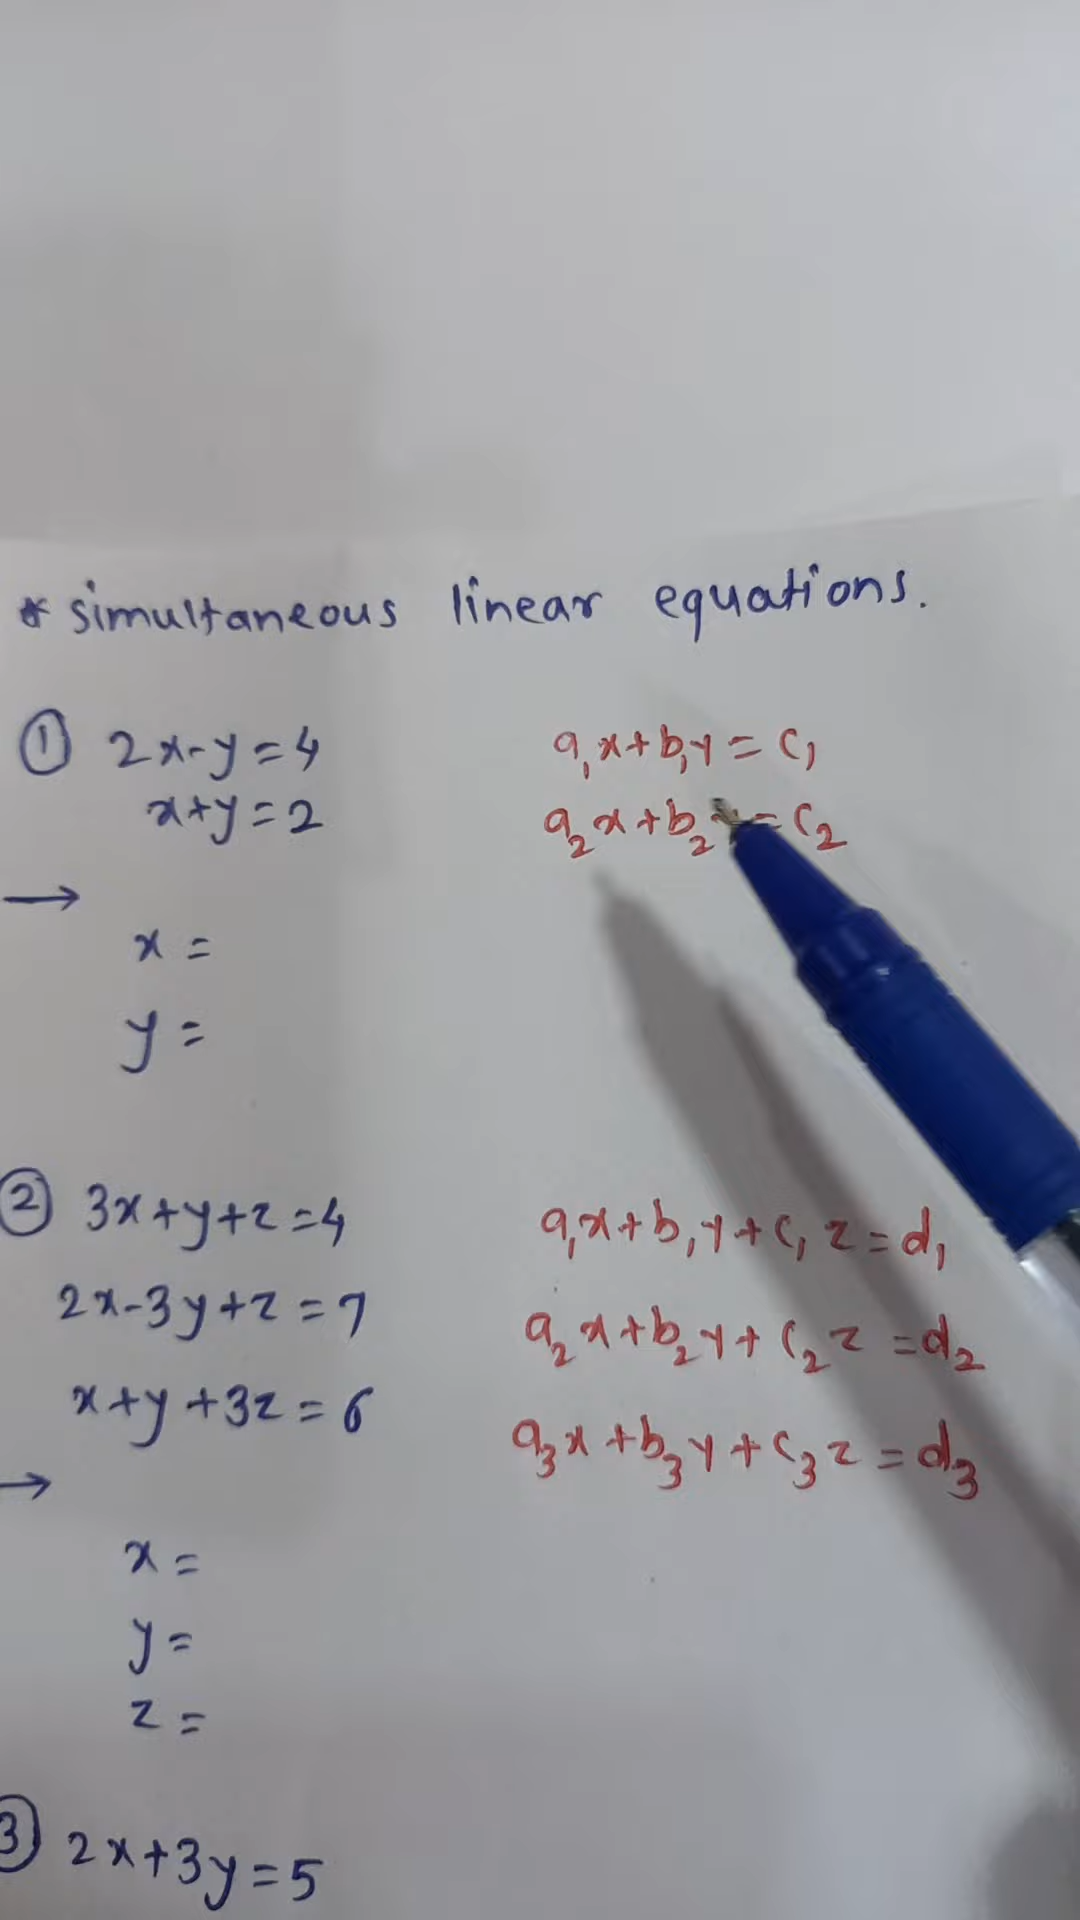 * simultaneous linear equations.
① 2x-y=4
x+y=2
a₁x+b₁y=c₁
a₂x+b₂ =c₂
→
x=
y=
② 3x+y+z=4
2x-3y+z=7
x+y+3z=6
a₁x+b₁y+c₁z=d₁
a₂x+b₂y+c₂z=d₂
a₃x+b₃y+c₃z=d₃
→
x=
y=
z=
③ 2x+3y=5